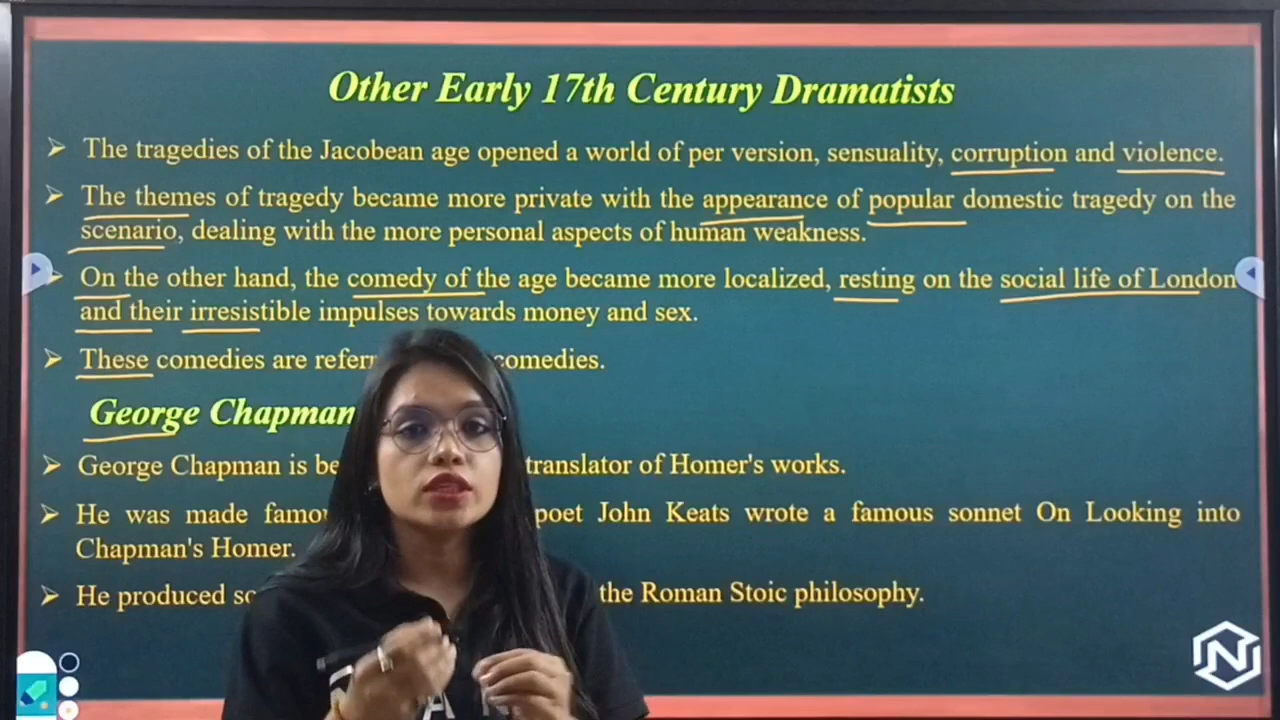 Other Early 17th Century Dramatists
➢ The tragedies of the Jacobean age opened a world of per version, sensuality, corruption and violence.
➢ The themes of tragedy became more private with the appearance of popular domestic tragedy on the
scenario, dealing with the more personal aspects of human weakness.
➢ On the other hand, the comedy of the age became more localized, resting on the social life of London
and their irresistible impulses towards money and sex.
➢ These comedies are comedies.
George Chapman
➢ George Chapman is translator of Homer's works.
➢ He was made poet John Keats wrote a famous sonnet On Looking into
Chapman's Homer.
➢ He produced the Roman Stoic philosophy.
N